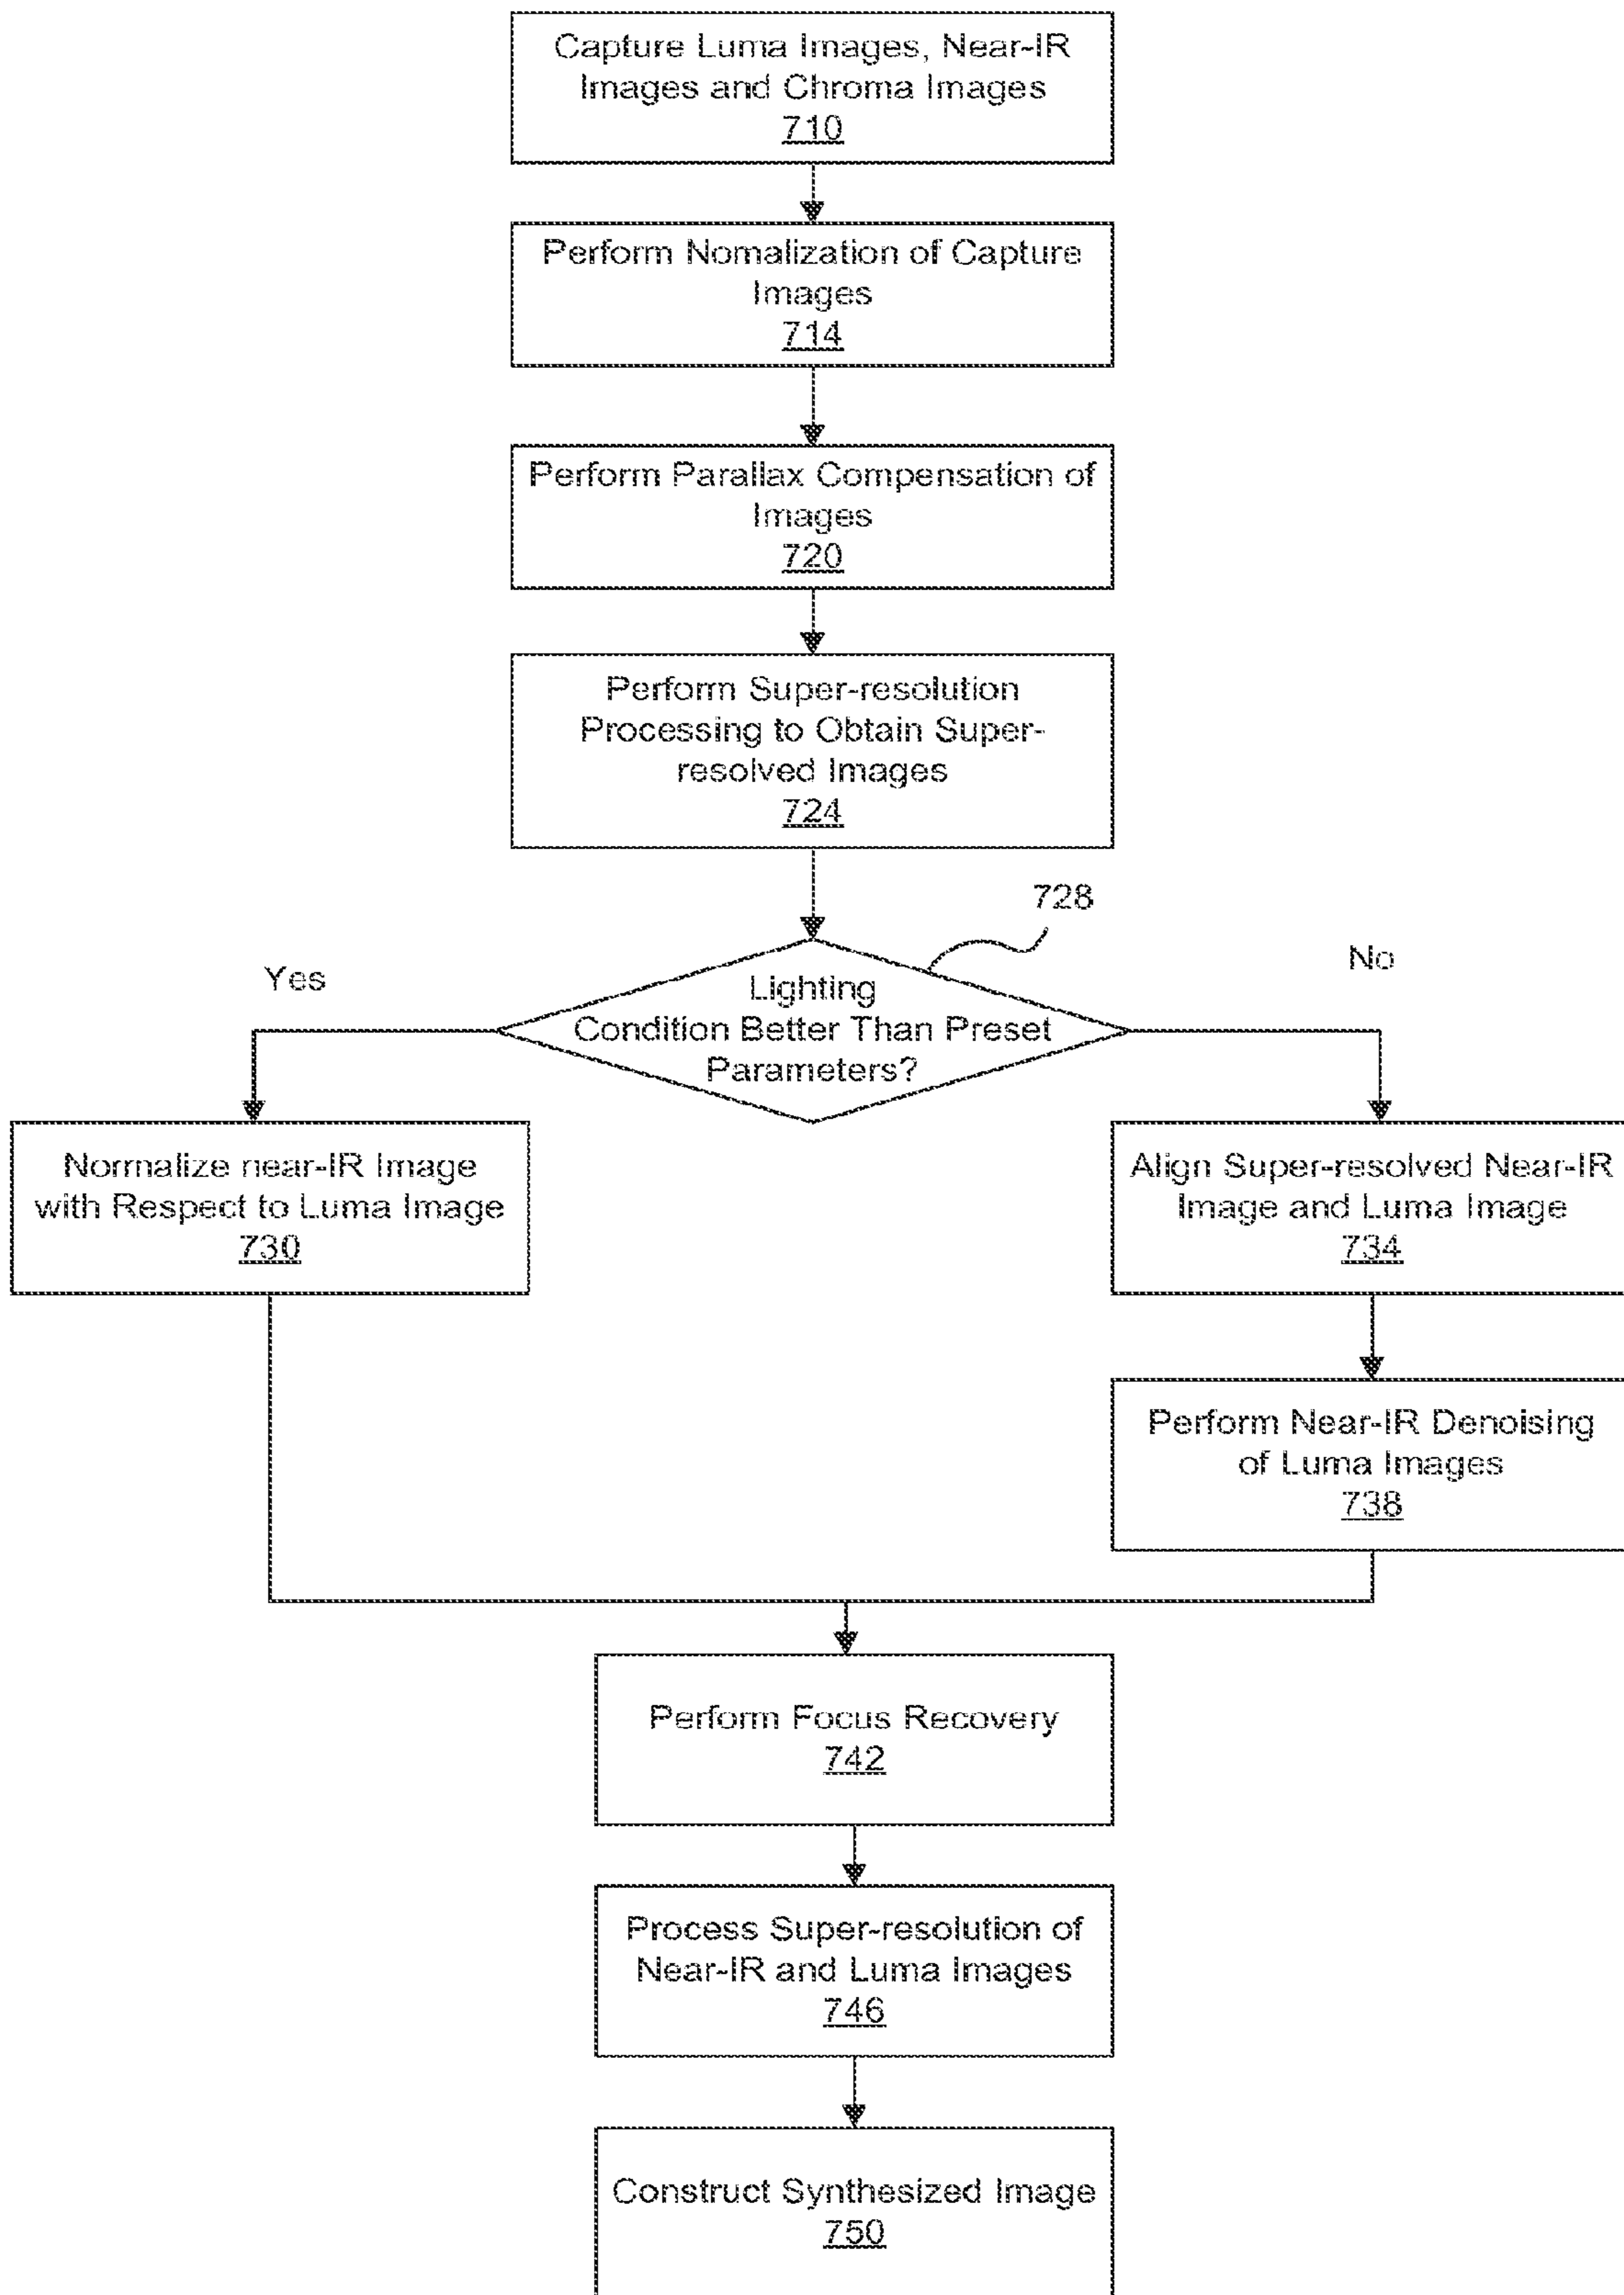 Capture Luma Images, Near-IR
Images and Chroma Images
710
Perform Nomalization of Capture
Images
714
Perform Parallax Compensation of
Images
720
Perform Super-resolution
Processing to Obtain Super-
resolved Images
724
728
Yes
No
Lighting
Condition Better Than Preset
Parameters?
Normalize near-IR Image
with Respect to Luma Image
730
Align Super-resolved Near-IR
Image and Luma Image
734
Perform Near-IR Denoising
of Luma Images
738
Perform Focus Recovery
742
Process Super-resolution of
Near-IR and Luma Images
746
Construct Synthesized Image
750